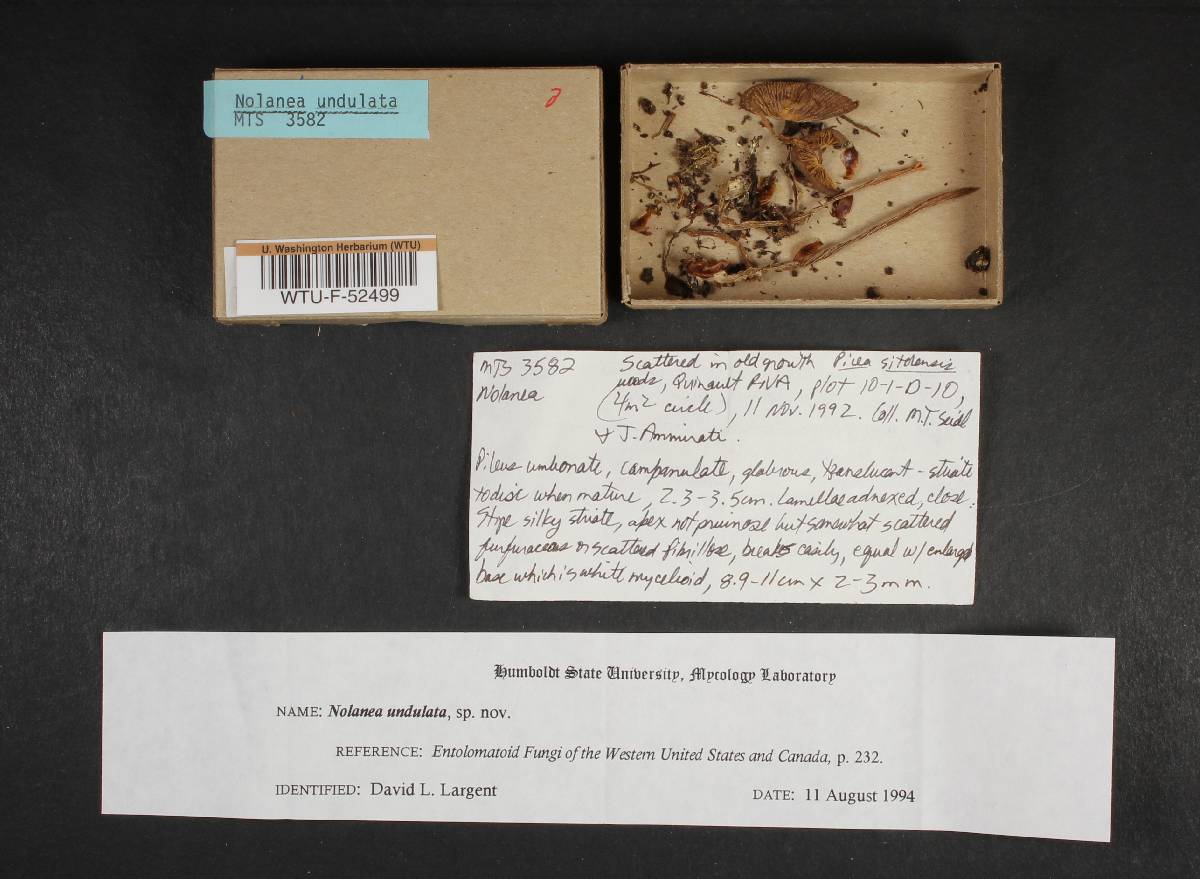 Nolanea undulata
MTS 3582
U. Washington Herbarium (WTU)
WTU-F-52499
MTS 3582
Nolanea
Scattered in old growth Picea sitchensis
woods, Quinault RNA, plot 10-1-D-10,
(4m² circle), 11 Nov. 1992. Coll. M.T. Seidl
& J. Ammirati.
Pileus umbonate, campanulate, glabrous, translucent-striate
to disc when mature, 2.3-3.5cm. Lamellae adnexed, close.
Stipe silky striate, apex not pruinose but somewhat scattered
furfuraceous or scattered fibrillose, breaks easily, equal w/ enlarged
base which is white mycelioid, 8.9-11cm x 2-3mm.
Humboldt State University, Mycology Laboratory
NAME: Nolanea undulata, sp. nov.
REFERENCE: Entolomatoid Fungi of the Western United States and Canada, p. 232.
IDENTIFIED: David L. Largent
DATE: 11 August 1994